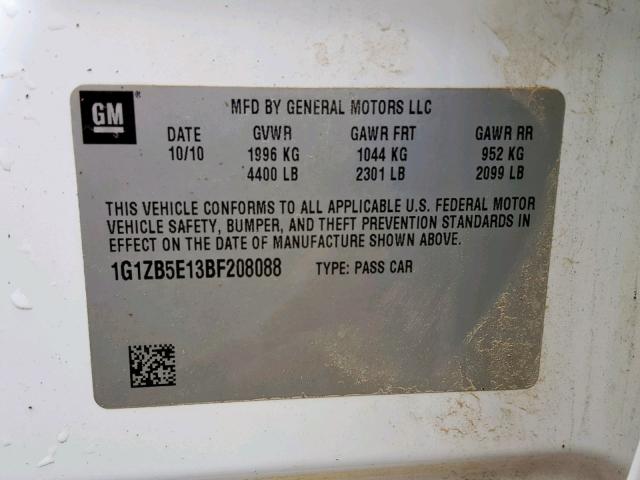 GM ®
MFD BY GENERAL MOTORS LLC
DATE GVWR GAWR FRT GAWR RR
10/10 1996 KG 1044 KG 952 KG
4400 LB 2301 LB 2099 LB
THIS VEHICLE CONFORMS TO ALL APPLICABLE U.S. FEDERAL MOTOR
VEHICLE SAFETY, BUMPER, AND THEFT PREVENTION STANDARDS IN
EFFECT ON THE DATE OF MANUFACTURE SHOWN ABOVE.
1G1ZB5E13BF208088 TYPE: PASS CAR